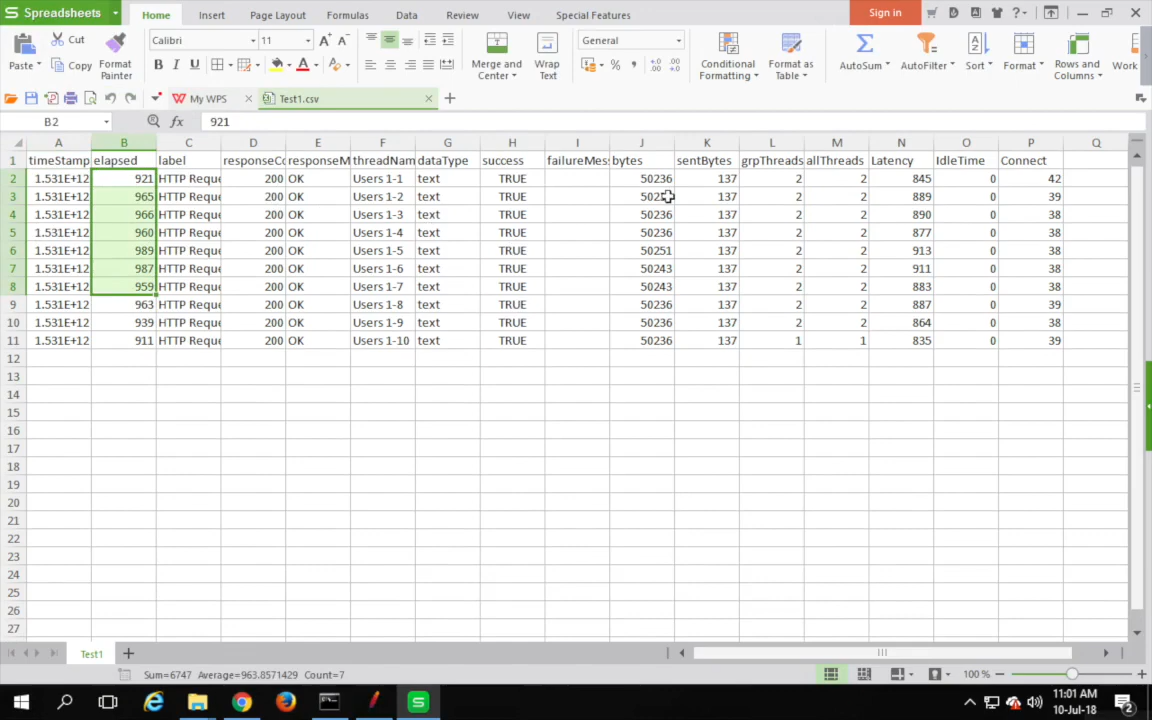 Spreadsheets
Home Insert Page Layout Formulas Data Review View Special Features Sign in
Cut
Calibri 11 General
Paste Copy Format Painter Merge and Center Wrap Text Conditional Formatting Format as Table AutoSum AutoFilter Sort Format Rows and Columns Work
My WPS Test1.csv
B2 fx 921
A B C D E F G H I J K L M N O P Q
1 timeStamp elapsed label responseCo responseM threadNam dataType success failureMess bytes sentBytes grpThreads allThreads Latency IdleTime Connect
2 1.531E+12 921 HTTP Reque 200 OK Users 1-1 text TRUE 50236 137 2 2 845 0 42
3 1.531E+12 965 HTTP Reque 200 OK Users 1-2 text TRUE 137 2 2 889 0 39
4 1.531E+12 966 HTTP Reque 200 OK Users 1-3 text TRUE 50236 137 2 2 890 0 38
5 1.531E+12 960 HTTP Reque 200 OK Users 1-4 text TRUE 50236 137 2 2 877 0 38
6 1.531E+12 989 HTTP Reque 200 OK Users 1-5 text TRUE 50251 137 2 2 913 0 38
7 1.531E+12 987 HTTP Reque 200 OK Users 1-6 text TRUE 50243 137 2 2 911 0 38
8 1.531E+12 959 HTTP Reque 200 OK Users 1-7 text TRUE 50243 137 2 2 883 0 38
9 1.531E+12 963 HTTP Reque 200 OK Users 1-8 text TRUE 50236 137 2 2 887 0 39
10 1.531E+12 939 HTTP Reque 200 OK Users 1-9 text TRUE 50236 137 2 2 864 0 38
11 1.531E+12 911 HTTP Reque 200 OK Users 1-10 text TRUE 50236 137 1 1 835 0 39
12
13
14
15
16
17
18
19
20
21
22
23
24
25
26
27
Test1
Sum=6747 Average=963.8571429 Count=7 100 %
11:01 AM
10-Jul-18
2